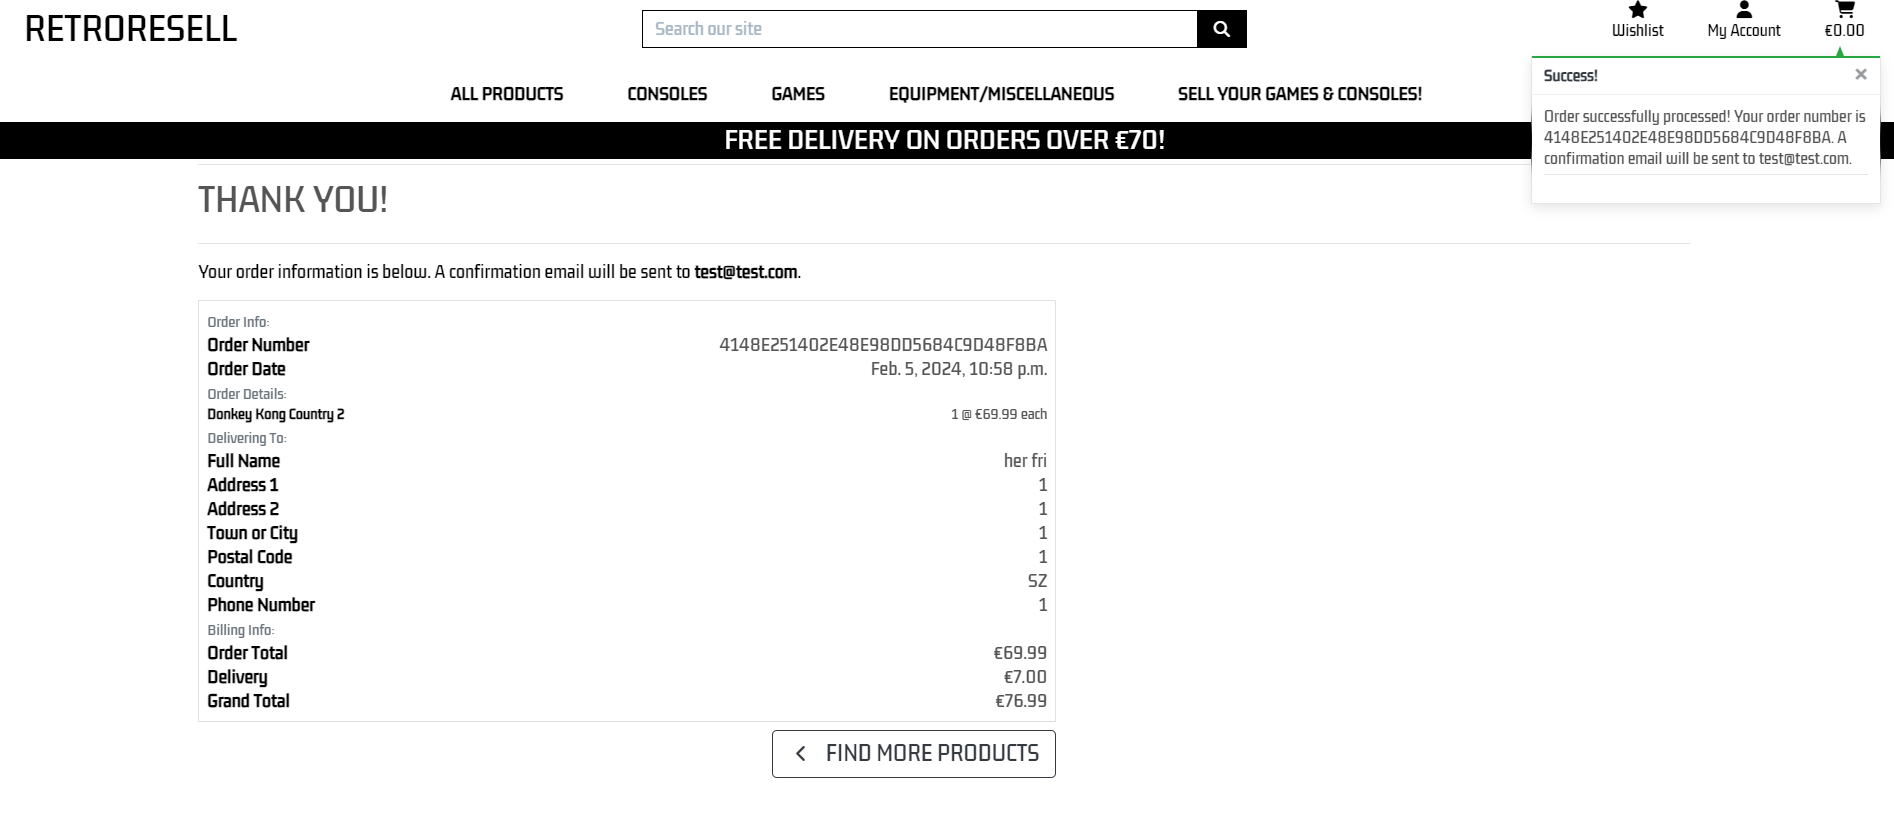 RETRORESELL
Search our site
Wishlist
My Account
€0.00
ALL PRODUCTS
CONSOLES
GAMES
EQUIPMENT/MISCELLANEOUS
SELL YOUR GAMES & CONSOLES!
Success!
×
Order successfully processed! Your order number is
4148E251402E48E98DD5684C9D48F8BA. A
confirmation email will be sent to test@test.com.
FREE DELIVERY ON ORDERS OVER €70!
THANK YOU!
Your order information is below. A confirmation email will be sent to test@test.com.
Order Info:
Order Number 4148E251402E48E98DD5684C9D48F8BA
Order Date Feb. 5, 2024, 10:58 p.m.
Order Details:
Donkey Kong Country 2 1 @ €69.99 each
Delivering To:
Full Name her fri
Address 1 1
Address 2 1
Town or City 1
Postal Code 1
Country SZ
Phone Number 1
Billing Info:
Order Total €69.99
Delivery €7.00
Grand Total €76.99
FIND MORE PRODUCTS